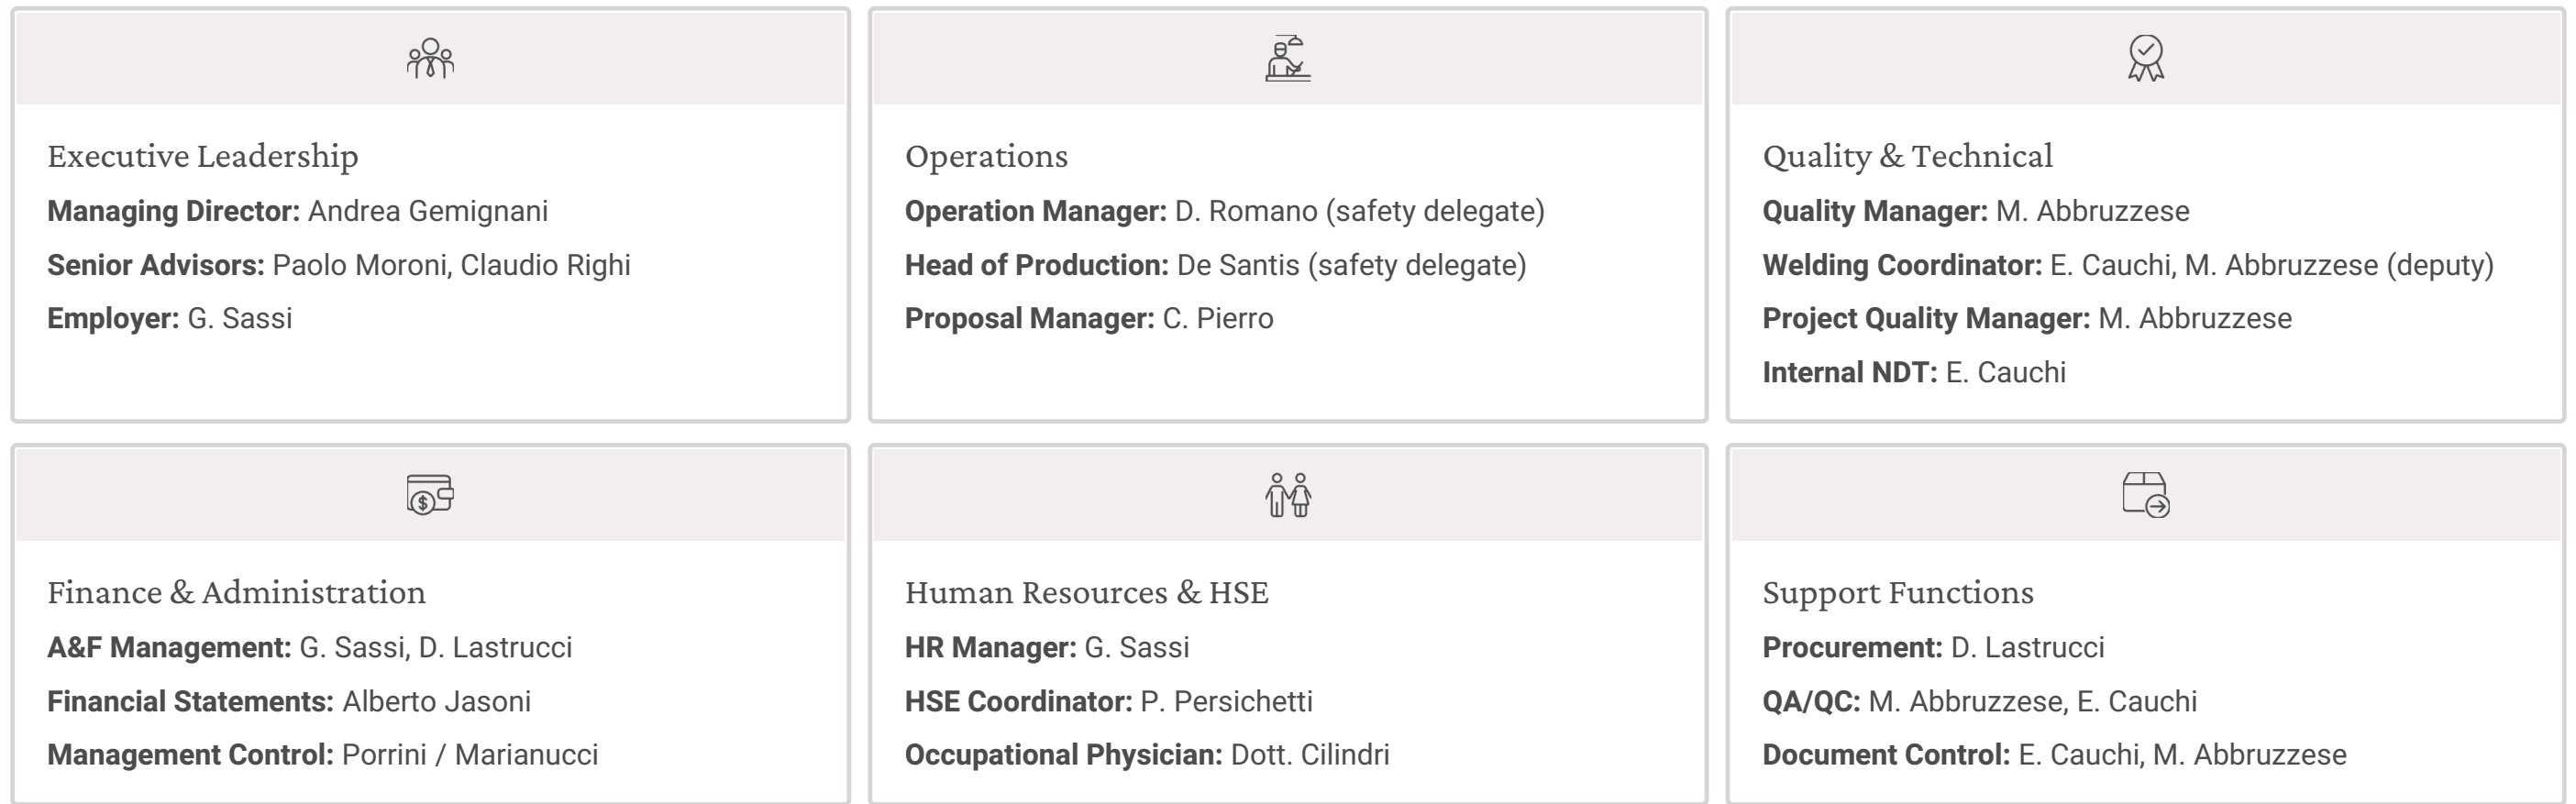 Executive Leadership
Managing Director: Andrea Gemignani
Senior Advisors: Paolo Moroni, Claudio Righi
Employer: G. Sassi
Operations
Operation Manager: D. Romano (safety delegate)
Head of Production: De Santis (safety delegate)
Proposal Manager: C. Pierro
Quality & Technical
Quality Manager: M. Abbruzzese
Welding Coordinator: E. Cauchi, M. Abbruzzese (deputy)
Project Quality Manager: M. Abbruzzese
Internal NDT: E. Cauchi
Finance & Administration
A&F Management: G. Sassi, D. Lastrucci
Financial Statements: Alberto Jasoni
Management Control: Porrini / Marianucci
Human Resources & HSE
HR Manager: G. Sassi
HSE Coordinator: P. Persichetti
Occupational Physician: Dott. Cilindri
Support Functions
Procurement: D. Lastrucci
QA/QC: M. Abbruzzese, E. Cauchi
Document Control: E. Cauchi, M. Abbruzzese